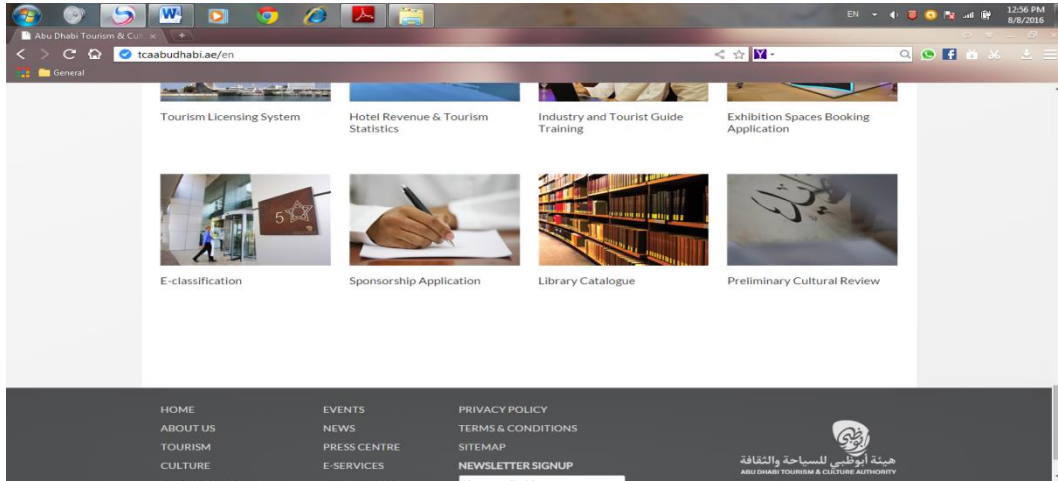 EN
12:56 PM
8/8/2016
Abu Dhabi Tourism & Cult
tcaabudhabi.ae/en
General
Tourism Licensing System
Hotel Revenue & Tourism
Statistics
Industry and Tourist Guide
Training
Exhibition Spaces Booking
Application
5
E-classification
Sponsorship Application
Library Catalogue
Preliminary Cultural Review
HOME
EVENTS
PRIVACY POLICY
ABOUT US
NEWS
TERMS & CONDITIONS
TOURISM
PRESS CENTRE
SITEMAP
CULTURE
E-SERVICES
NEWSLETTER SIGNUP
أبوظبي
هيئة أبوظبي للسياحة والثقافة
ABU DHABI TOURISM & CULTURE AUTHORITY